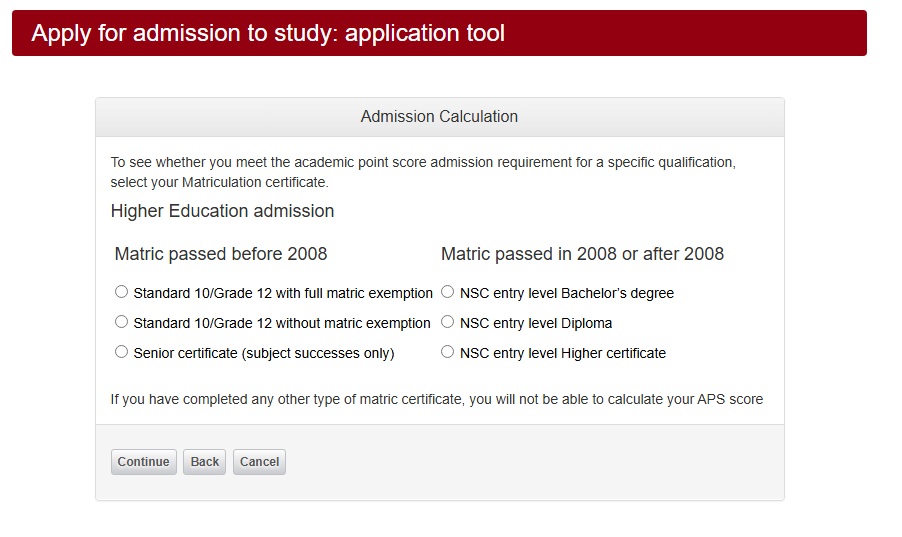 Apply for admission to study: application tool
Admission Calculation
To see whether you meet the academic point score admission requirement for a specific qualification,
select your Matriculation certificate.
Higher Education admission
Matric passed before 2008
Standard 10/Grade 12 with full matric exemption
Standard 10/Grade 12 without matric exemption
Senior certificate (subject successes only)
Matric passed in 2008 or after 2008
NSC entry level Bachelor's degree
NSC entry level Diploma
NSC entry level Higher certificate
If you have completed any other type of matric certificate, you will not be able to calculate your APS score
Continue Back Cancel